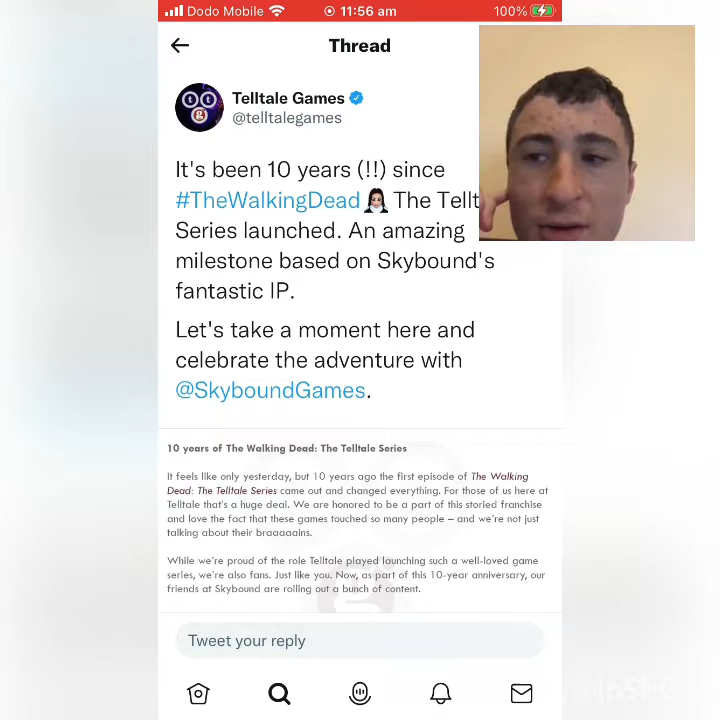 Dodo Mobile 11:56 am 100%
Thread
Telltale Games
@telltalegames
It's been 10 years (!!) since
#TheWalkingDead The Tellt
Series launched. An amazing
milestone based on Skybound's
fantastic IP.
Let's take a moment here and
celebrate the adventure with
@SkyboundGames.
10 years of The Walking Dead: The Telltale Series
It feels like only yesterday, but 10 years ago the first episode of The Walking
Dead: The Telltale Series came out and changed everything. For those of us here at
Telltale that's a huge deal. We are honored to be a part of this storied franchise
and love the fact that these games touched so many people – and we're not just
talking about their braaaaains.
While we're proud of the role Telltale played launching such a well-loved game
series, we're also fans. Just like you. Now, as part of this 10-year anniversary, our
friends at Skybound are rolling out a bunch of content.
Tweet your reply